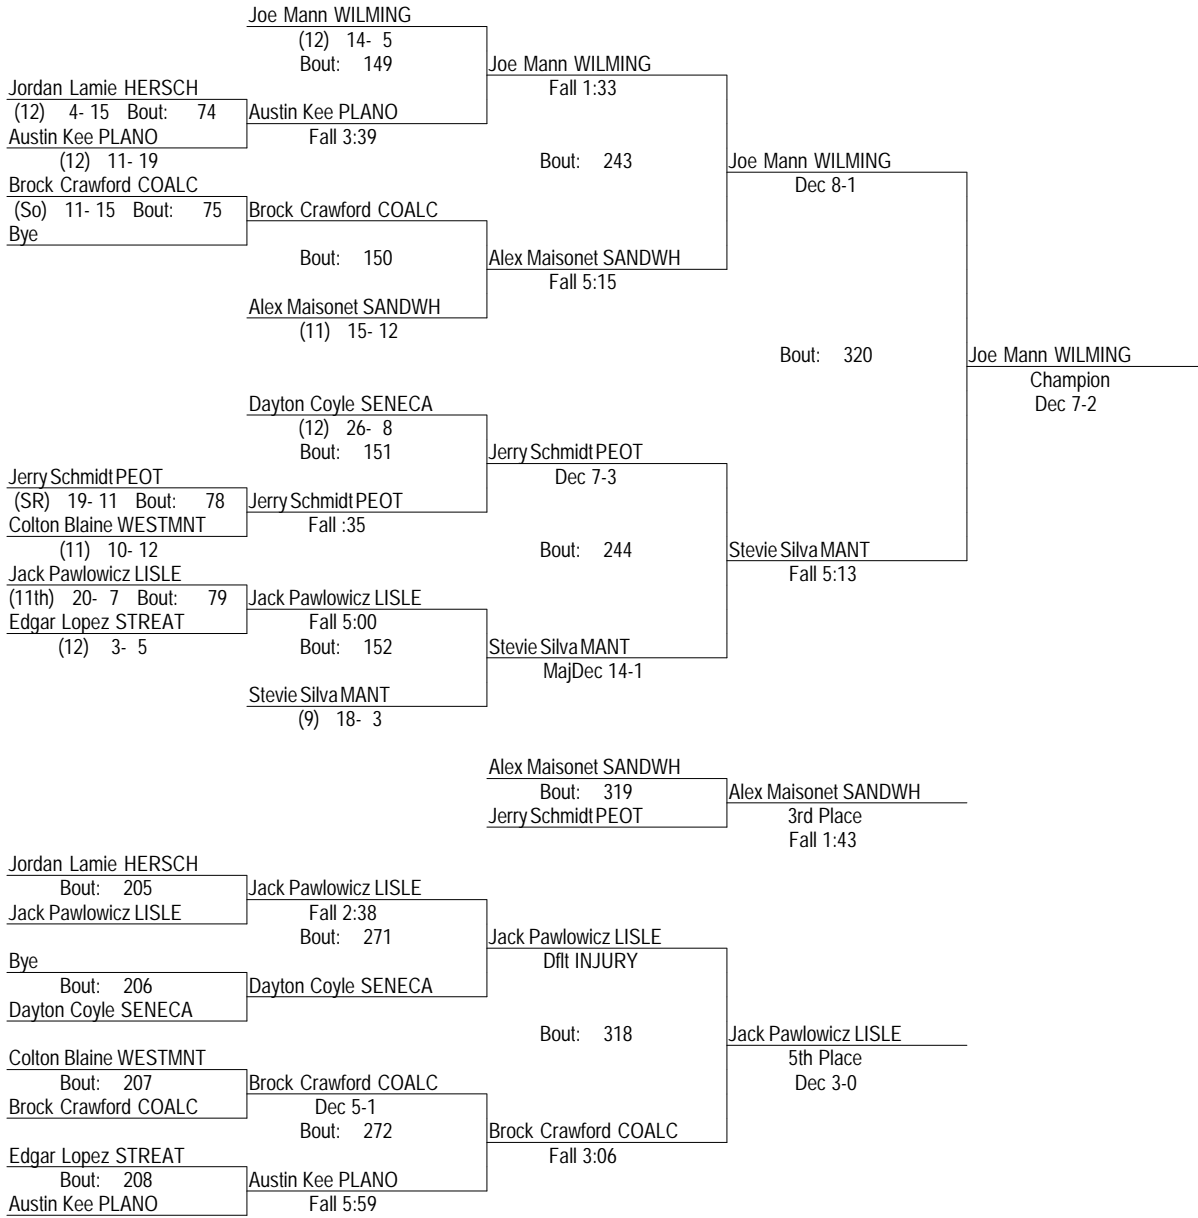 Joe Mann WILMING
(12) 14- 5
Bout: 149
Joe Mann WILMING
Fall 1:33
Jordan Lamie HERSCH
(12) 4- 15 Bout: 74
Austin Kee PLANO
Austin Kee PLANO
Fall 3:39
(12) 11- 19
Bout: 243
Joe Mann WILMING
Dec 8-1
Brock Crawford COALC
(So) 11- 15 Bout: 75
Brock Crawford COALC
Bye
Bout: 150
Alex Maisonet SANDWH
Fall 5:15
Alex Maisonet SANDWH
(11) 15- 12
Bout: 320
Joe Mann WILMING
Champion
Dec 7-2
Dayton Coyle SENECA
(12) 26- 8
Bout: 151
Jerry Schmidt PEOT
Dec 7-3
Jerry Schmidt PEOT
(SR) 19- 11 Bout: 78
Jerry Schmidt PEOT
Colton Blaine WESTMNT
Fall :35
(11) 10- 12
Bout: 244
Stevie Silva MANT
Fall 5:13
Jack Pawlowicz LISLE
(11th) 20- 7 Bout: 79
Jack Pawlowicz LISLE
Edgar Lopez STREAT
Fall 5:00
(12) 3- 5
Bout: 152
Stevie Silva MANT
MajDec 14-1
Stevie Silva MANT
(9) 18- 3
Alex Maisonet SANDWH
Bout: 319
Alex Maisonet SANDWH
Jerry Schmidt PEOT
3rd Place
Fall 1:43
Jordan Lamie HERSCH
Bout: 205
Jack Pawlowicz LISLE
Jack Pawlowicz LISLE
Fall 2:38
Bout: 271
Jack Pawlowicz LISLE
Dflt INJURY
Bye
Bout: 206
Dayton Coyle SENECA
Dayton Coyle SENECA
Bout: 318
Jack Pawlowicz LISLE
5th Place
Dec 3-0
Colton Blaine WESTMNT
Bout: 207
Brock Crawford COALC
Brock Crawford COALC
Dec 5-1
Bout: 272
Brock Crawford COALC
Fall 3:06
Edgar Lopez STREAT
Bout: 208
Austin Kee PLANO
Austin Kee PLANO
Fall 5:59